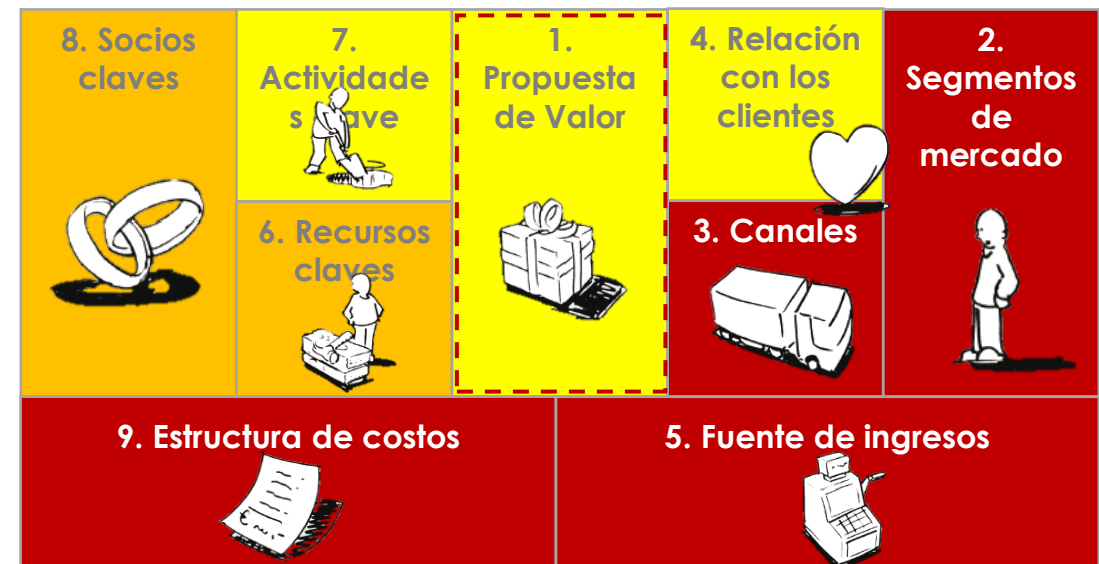 8. Socios
claves
7.
Actividade
s clave
1.
Propuesta
de Valor
4. Relación
con los
clientes
2.
Segmentos
de
mercado
6. Recursos
claves
3. Canales
9. Estructura de costos
5. Fuente de ingresos